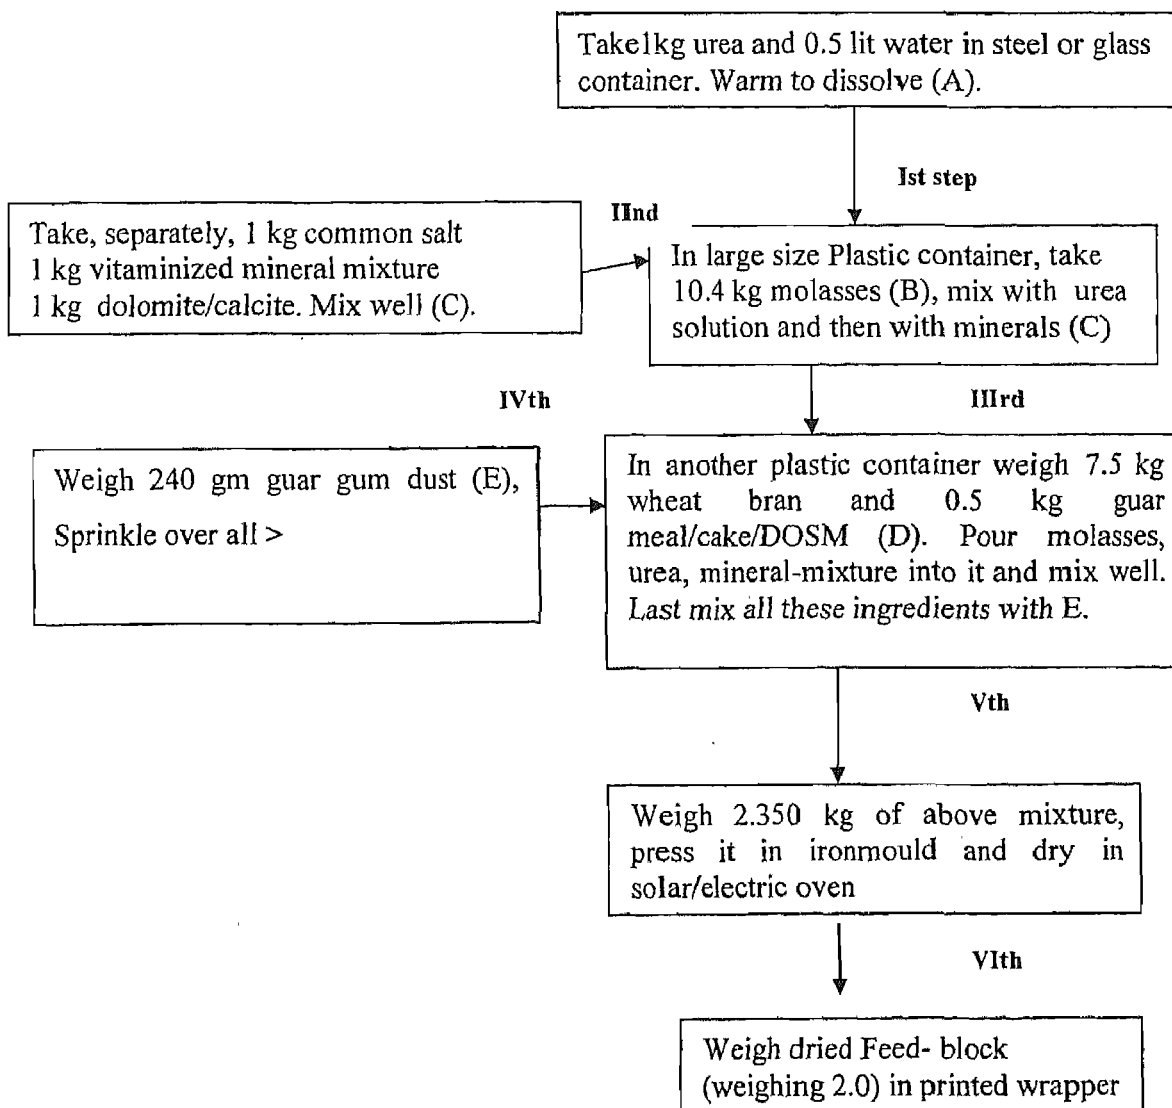 Take1kg urea and 0.5 lit water in steel or glass
container. Warm to dissolve (A).
Ist step
IInd
Take, separately, 1 kg common salt
1 kg vitaminized mineral mixture
1 kg dolomite/calcite. Mix well (C).
In large size Plastic container, take
10.4 kg molasses (B), mix with urea
solution and then with minerals (C)
IVth
IIIrd
Weigh 240 gm guar gum dust (E),
Sprinkle over all >
In another plastic container weigh 7.5 kg
wheat bran and 0.5 kg guar
meal/cake/DOSM (D). Pour molasses,
urea, mineral-mixture into it and mix well.
Last mix all these ingredients with E.
Vth
Weigh 2.350 kg of above mixture,
press it in ironmould and dry in
solar/electric oven
VIth
Weigh dried Feed- block
(weighing 2.0) in printed wrapper